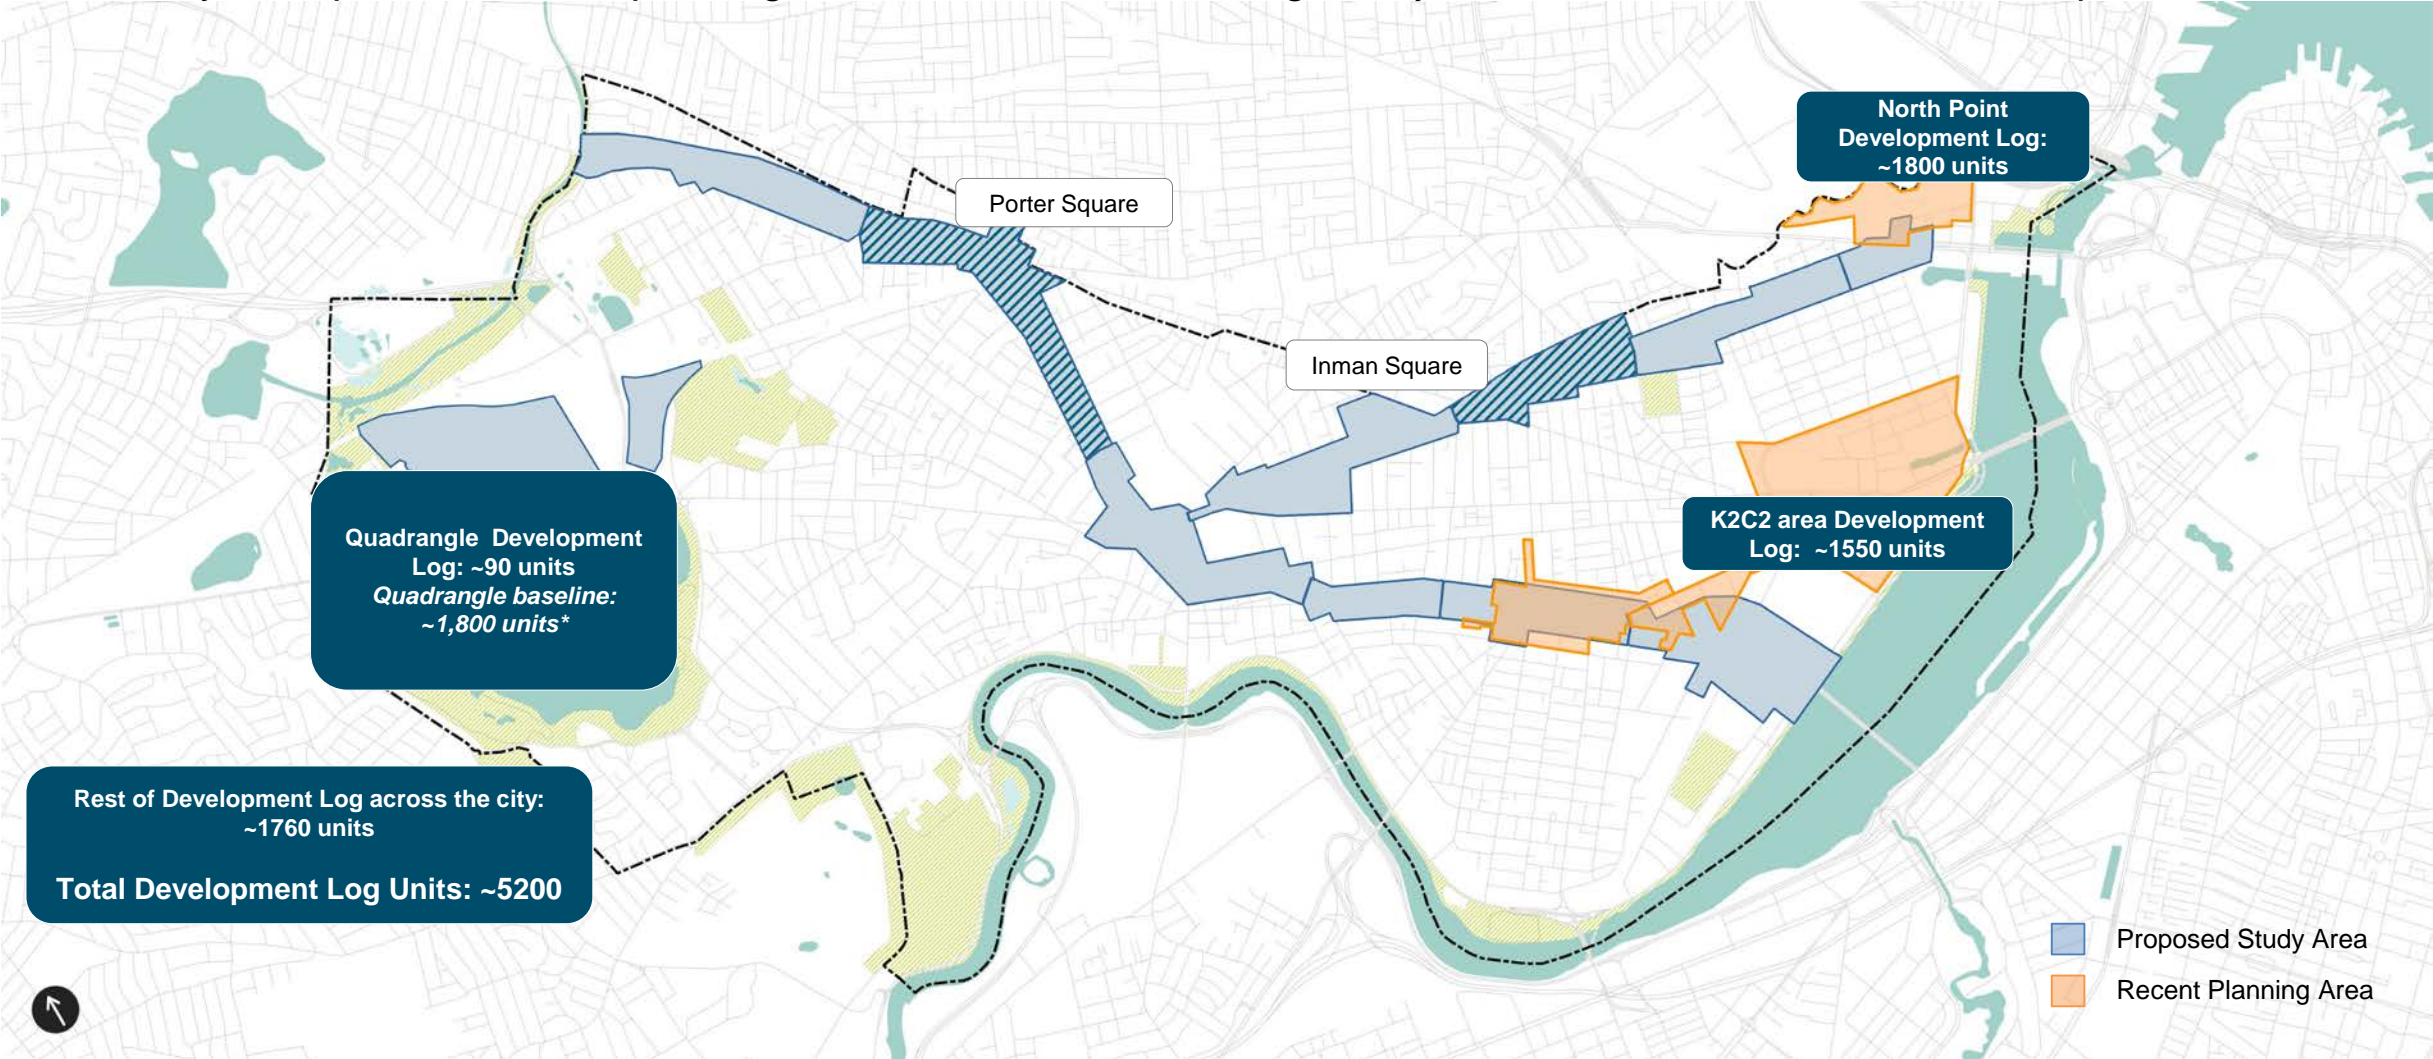 North Point
Development Log:
~1800 units
Porter Square
Inman Square
Quadrangle  Development
Log: ~90 units
Quadrangle baseline:
~1,800 units*
K2C2 area Development
Log:  ~1550 units
Rest of Development Log across the city:
~1760 units
Total Development Log Units: ~5200
Proposed Study Area
Recent Planning Area